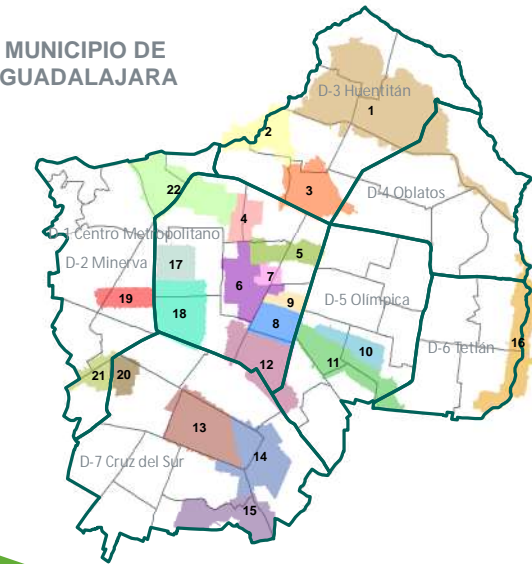 MUNICIPIO DE
GUADALAJARA
D-3 Huentitán
1
2
22
3
D-4 Oblatos
4
D-1 Centro Metropolitano
5
17
D-2 Minerva
7
6
19
9
D-5 Olímpica
18
8
16
D-6 Tetlán
10
11
12
21
20
13
14
D-7 Cruz del Sur
15